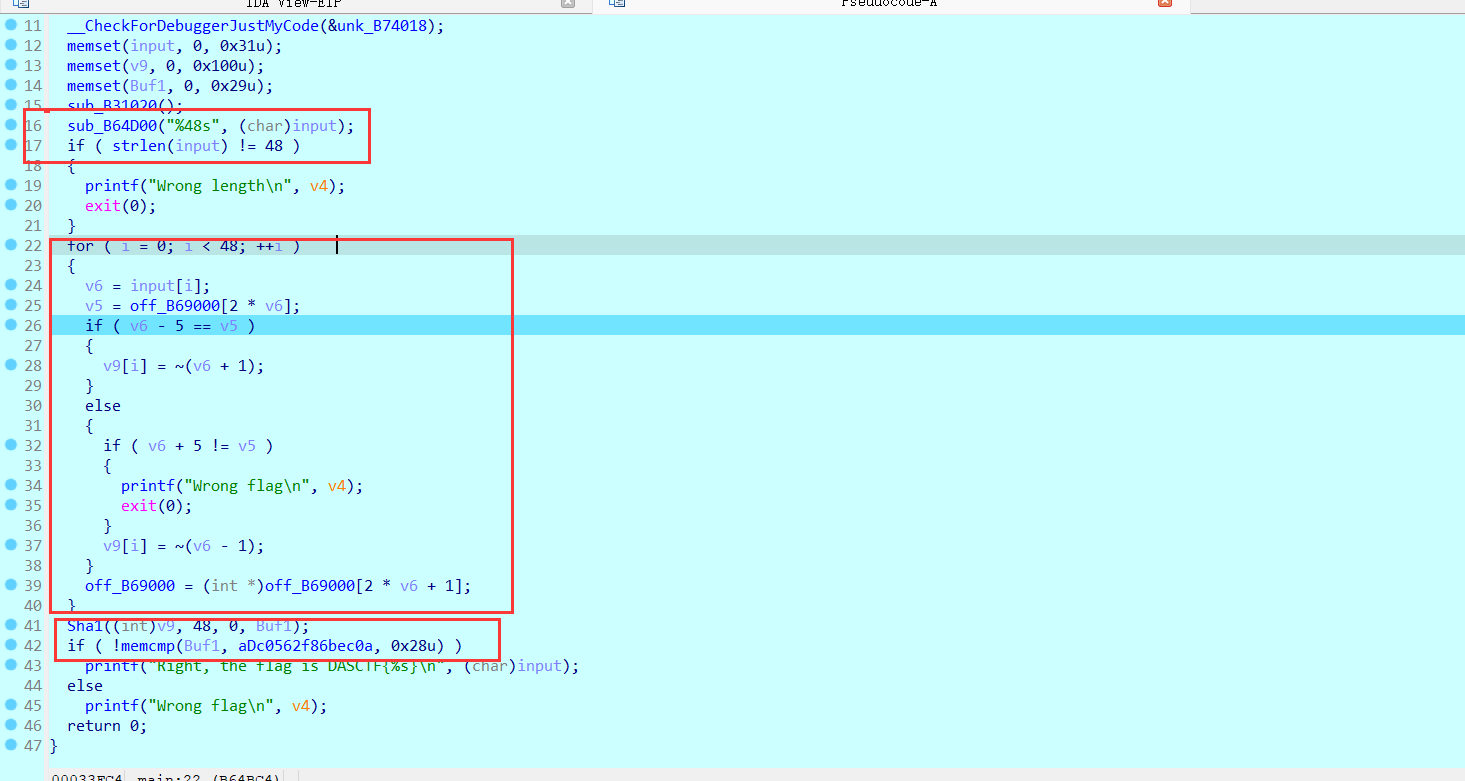 IDA View-EIP
Pseudocode-A
11 __CheckForDebuggerJustMyCode(&unk_B74018);
12 memset(input, 0, 0x31u);
13 memset(v9, 0, 0x100u);
14 memset(Buf1, 0, 0x29u);
15 sub_B31020();
16 sub_B64D00("%48s", (char)input);
17 if ( strlen(input) != 48 )
18 {
19 printf("Wrong length\n", v4);
20 exit(0);
21 }
22 for ( i = 0; i < 48; ++i )
23 {
24 v6 = input[i];
25 v5 = off_B69000[2 * v6];
26 if ( v6 - 5 == v5 )
27 {
28 v9[i] = ~(v6 + 1);
29 }
30 else
31 {
32 if ( v6 + 5 != v5 )
33 {
34 printf("Wrong flag\n", v4);
35 exit(0);
36 }
37 v9[i] = ~(v6 - 1);
38 }
39 off_B69000 = (int *)off_B69000[2 * v6 + 1];
40 }
41 Sha1((int)v9, 48, 0, Buf1);
42 if ( !memcmp(Buf1, aDc0562f86bec0a, 0x28u) )
43 printf("Right, the flag is DASCTF{%s}\n", (char)input);
44 else
45 printf("Wrong flag\n", v4);
46 return 0;
47 }
00033FC4 main:22 (B64BC4)